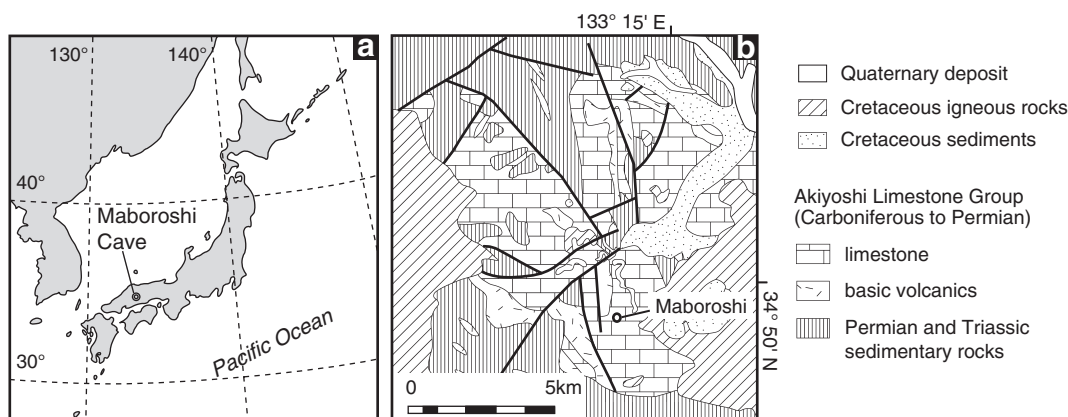 133° 15' E
130°
140°
a
b
40°
Maboroshi
Cave
30°
Pacific Ocean
Maboroshi
34° 50' N
0
5km
Quaternary deposit
Cretaceous igneous rocks
Cretaceous sediments
Akiyoshi Limestone Group
(Carboniferous to Permian)
limestone
basic volcanics
Permian and Triassic
sedimentary rocks